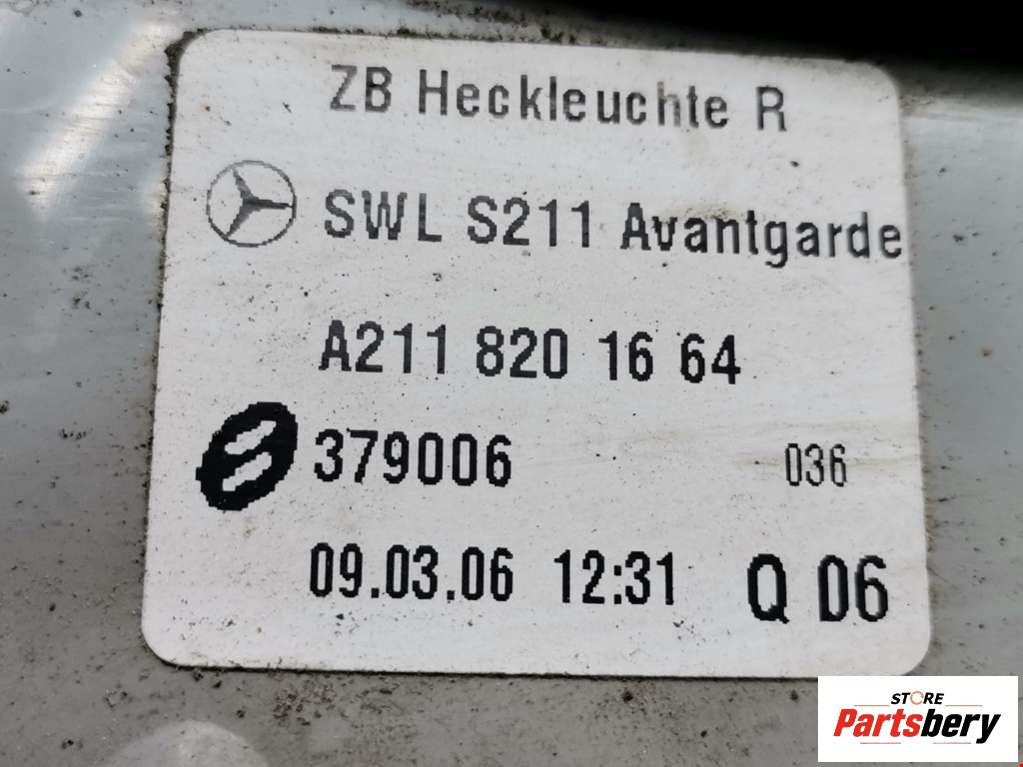 ZB Heckleuchte R
SWL S211 Avantgarde
A211 820 16 64
379006 036
09.03.06 12:31 Q 06
STORE
Partsbery